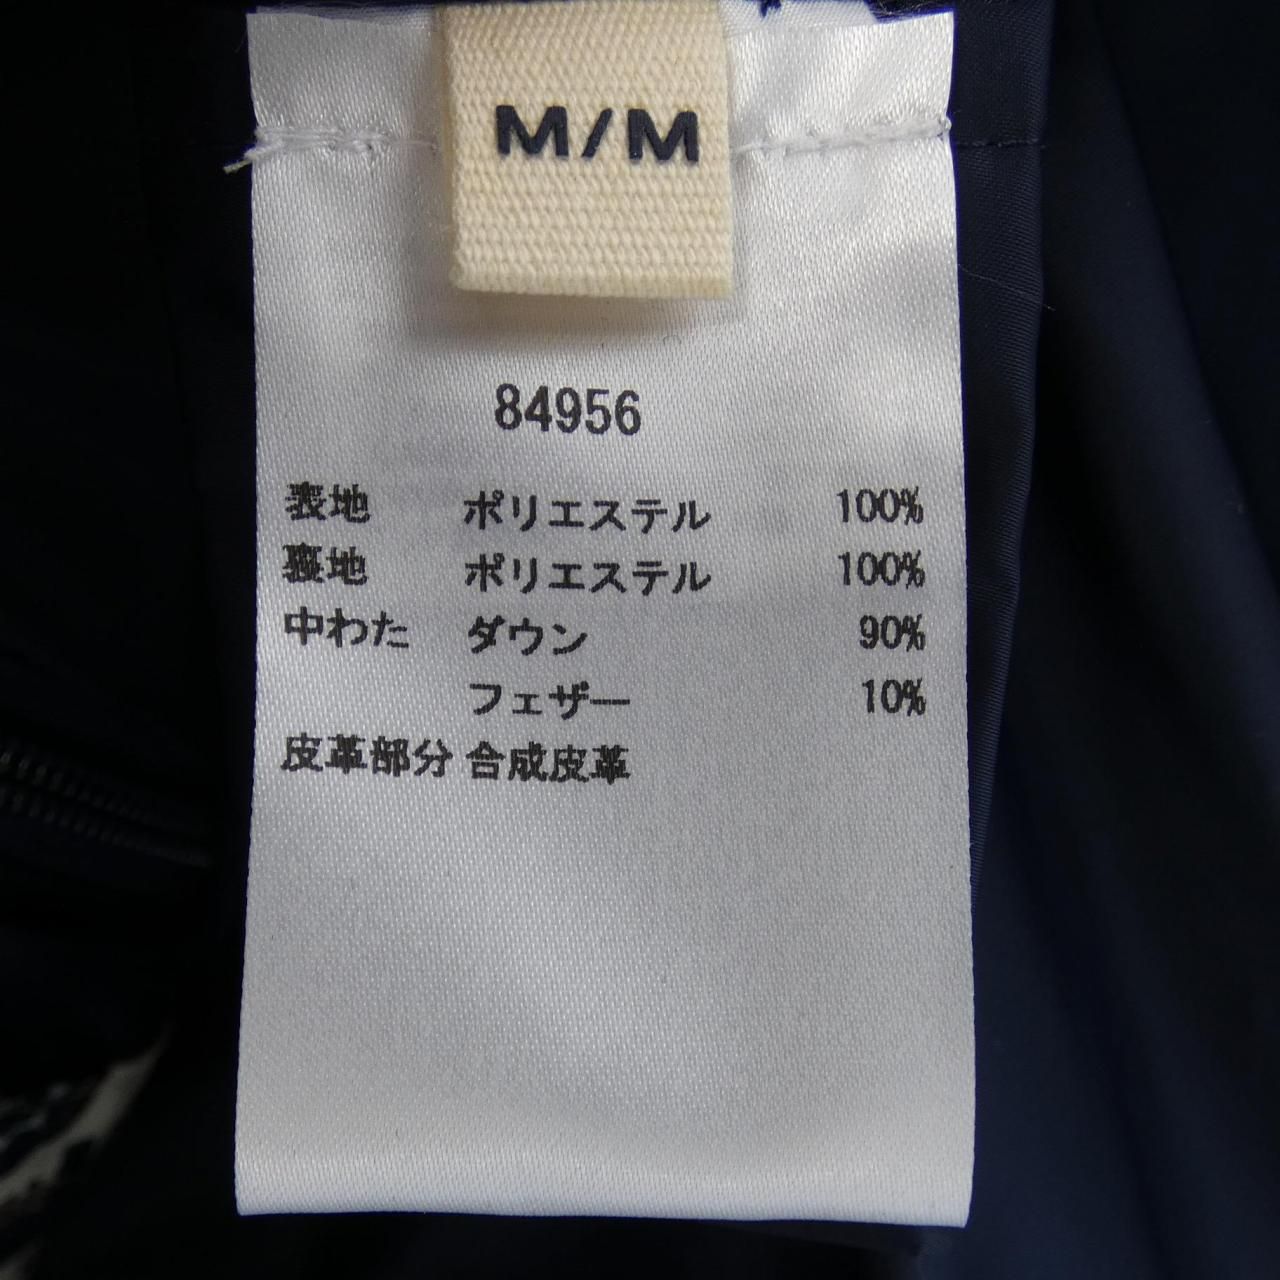 M/M
84956
表地 ポリエステル 100%
裏地 ポリエステル 100%
中わた ダウン 90%
フェザー 10%
皮革部分 合成皮革